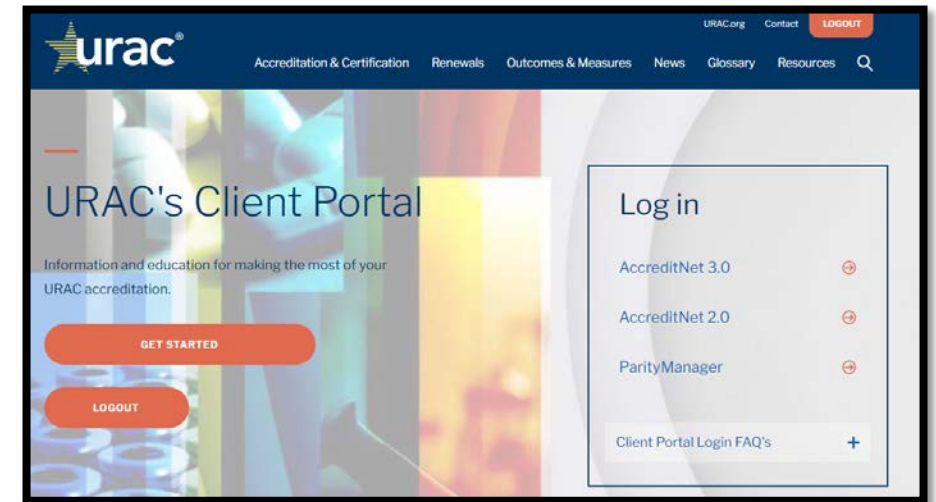 URAC.org Contact LOGOUT
urac®
Accreditation & Certification Renewals Outcomes & Measures News Glossary Resources
URAC's Client Portal
Information and education for making the most of your
URAC accreditation.
GET STARTED
LOGOUT
Log in
AccreditNet 3.0
AccreditNet 2.0
ParityManager
Client Portal Login FAQ's +